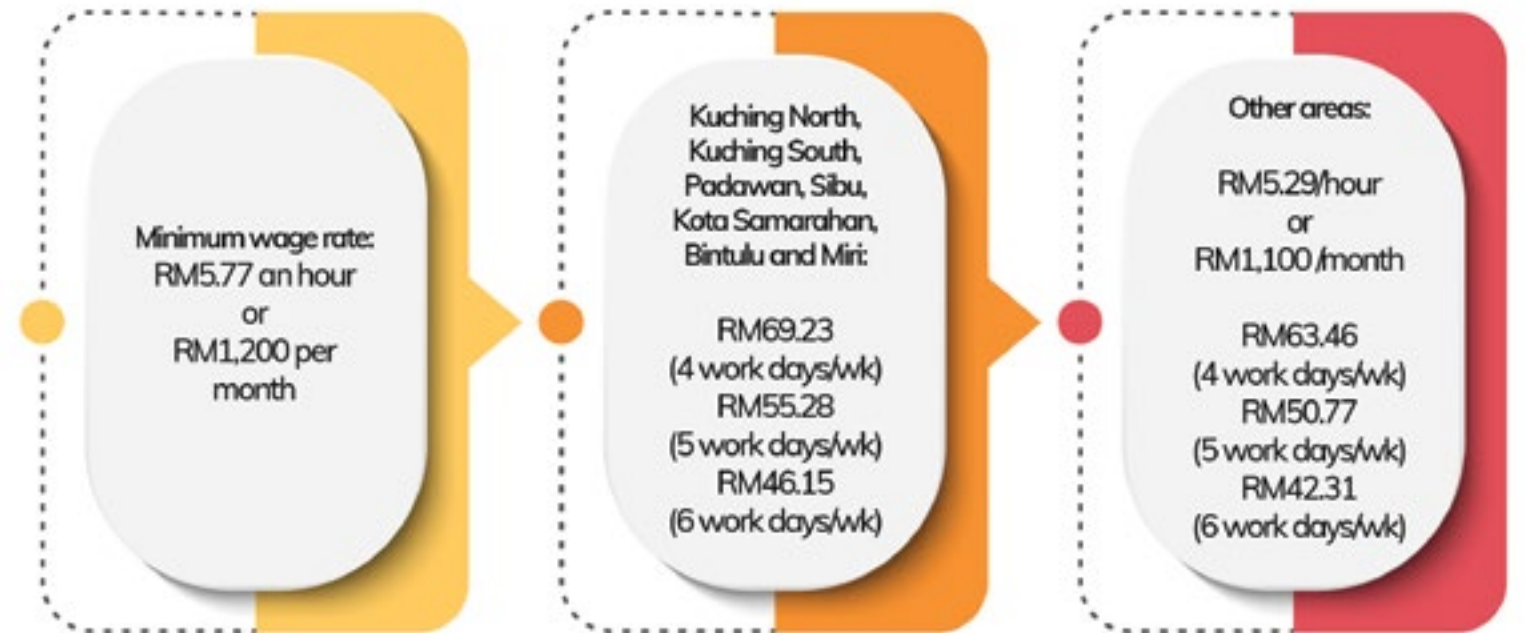 Minimum wage rate:
RM5.77 an hour
or
RM1,200 per
month
Kuching North,
Kuching South,
Padawan, Sibu,
Kota Samarahan,
Bintulu and Miri:
RM69.23
(4 work days/wk)
RM55.28
(5 work days/wk)
RM46.15
(6 work days/wk)
Other areas:
RM5.29/hour
or
RM1,100 /month
RM63.46
(4 work days/wk)
RM50.77
(5 work days/wk)
RM42.31
(6 work days/wk)